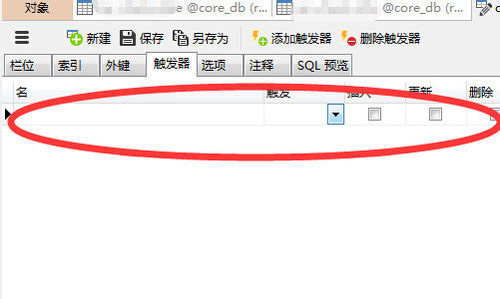 对象 e @core_db (r... @core_db (r...
新建 保存 另存为 添加触发器 删除触发器
栏位 索引 外键 触发器 选项 注释 SQL 预览
名 触发 插入 更新 删除